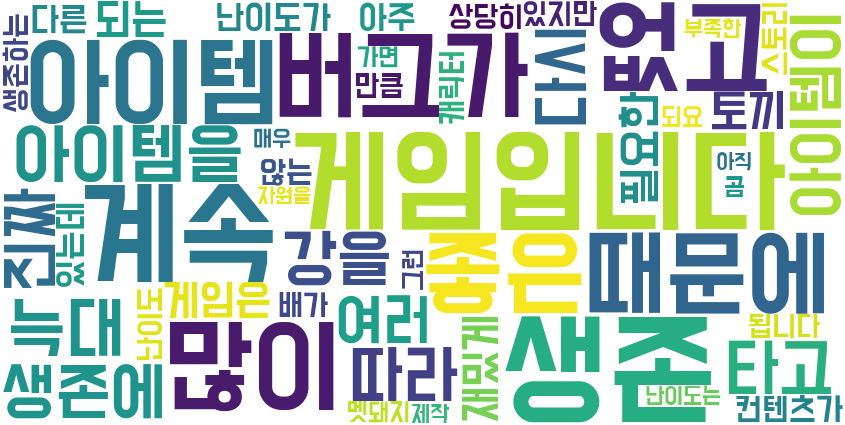 생존하는
다른
되는
난이도가
아주
상당히
있지만
없고
부족한
스토리
아이템
버그가
가면
만큼
캐릭터
다시
아이템이
아이템을
매우
않는
자원을
게임입니다
필요한
되요
토끼
아직
곰
진짜
있는데
계속
강을
그런
좋은
때문에
늑대
난이도
게임은
배가
여러
재밌게
됩니다
생존에
많이
따라
생존
타고
멧돼지
제작
난이도는
컨텐츠가